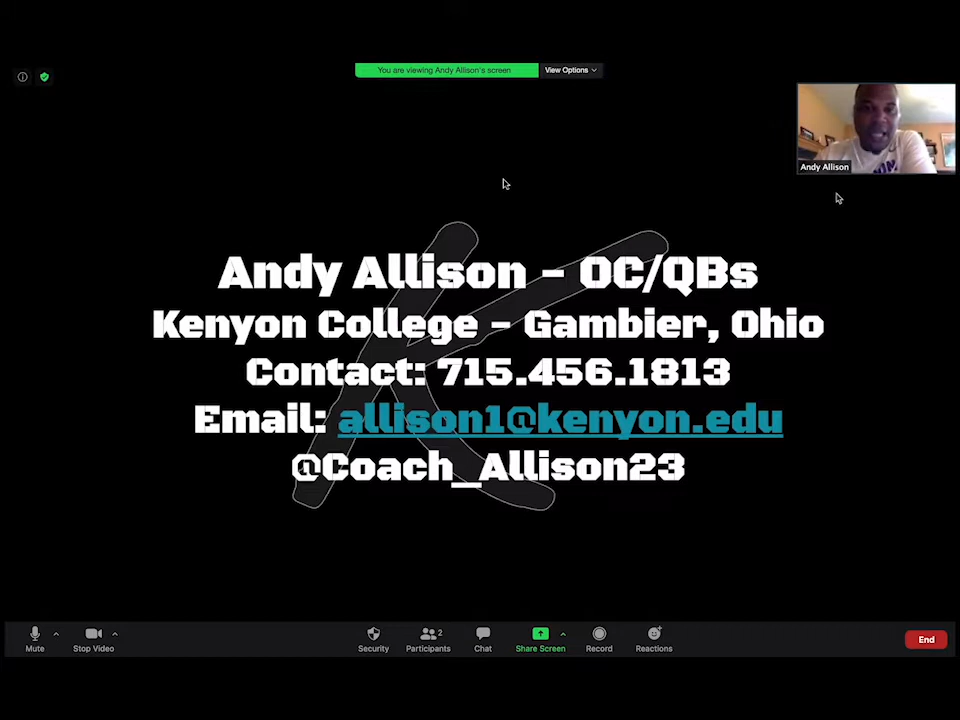 You are viewing Andy Allison's screen
View Options
Andy Allison
Andy Allison - OC/QBs
Kenyon College - Gambier, Ohio
Contact: 715.456.1813
Email: allison1@kenyon.edu
@Coach_Allison23
Mute
Stop Video
Security
Participants
2
Chat
Share Screen
Record
Reactions
End